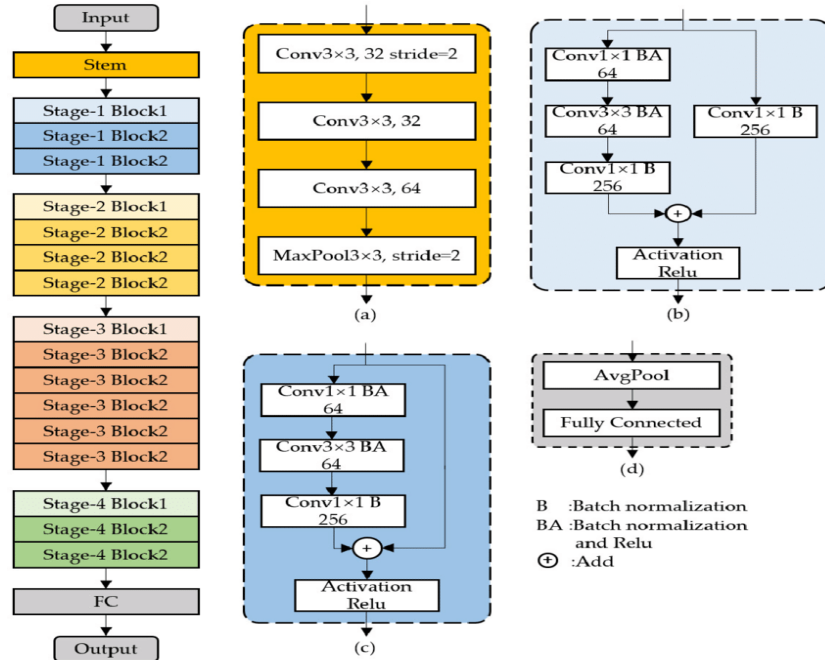 Input
Stem
Stage-1 Block1
Stage-1 Block2
Stage-1 Block2
Stage-2 Block1
Stage-2 Block2
Stage-2 Block2
Stage-2 Block2
Stage-3 Block1
Stage-3 Block2
Stage-3 Block2
Stage-3 Block2
Stage-3 Block2
Stage-3 Block2
Stage-4 Block1
Stage-4 Block2
Stage-4 Block2
FC
Output
Conv3×3, 32 stride=2
Conv3×3, 32
Conv3×3, 64
MaxPool3×3, stride=2
(a)
Conv1×1 BA
64
Conv3×3 BA
64
Conv1×1 B
256
Conv1×1 B
256
+
Activation
Relu
(b)
Conv1×1 BA
64
Conv3×3 BA
64
Conv1×1 B
256
+
Activation
Relu
(c)
AvgPool
Fully Connected
(d)
B :Batch normalization
BA :Batch normalization
and Relu
+ :Add